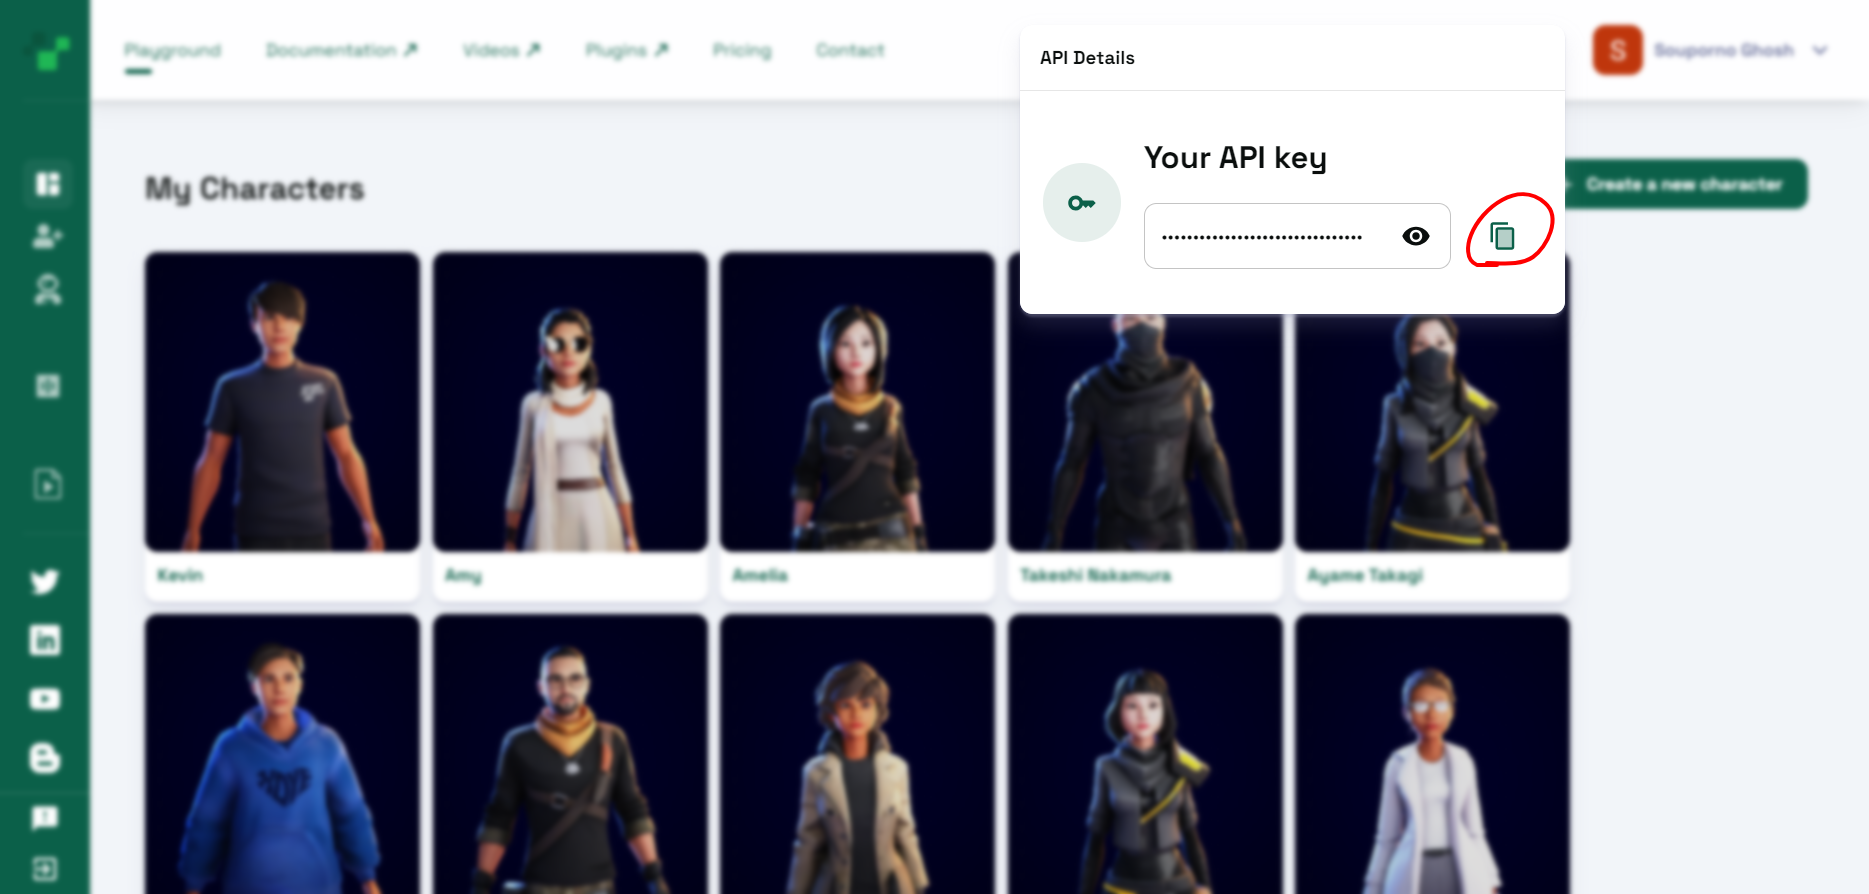 Playground Documentation Videos Plugins Pricing Contact
API Details
S Souporno Ghosh
Your API key
My Characters
Create a new character
••••••••••••••••••••••••••••••••
Kevin Amy Amelia Takeshi Nakamura Ayame Takagi